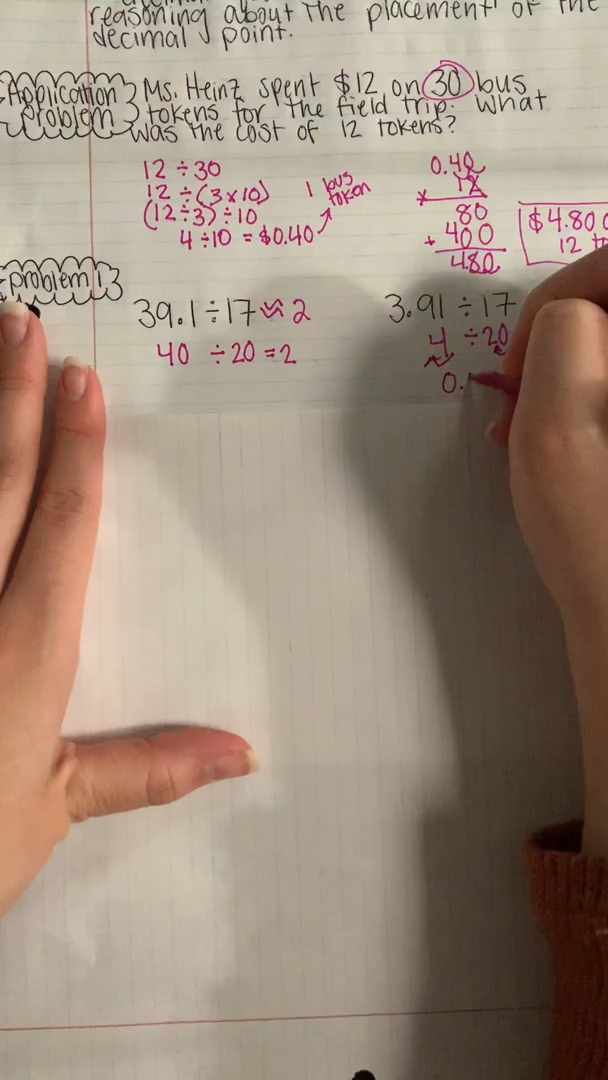 reasoning about the placement of the
decimal point.
Application Problem
Ms. Heinz spent $12 on 30 bus
tokens for the field trip. What
was the cost of 12 tokens?
12 ÷ 30
12 ÷ (3 x 10)
(12 ÷ 3) ÷ 10
4 ÷ 10 = $0.40
1 bus
token
0.40
x 12
80
+ 400
480
$4.80
12
problem 1
39.1 ÷ 17 ≈ 2
40 ÷ 20 = 2
3.91 ÷ 17
4 ÷ 20
0.